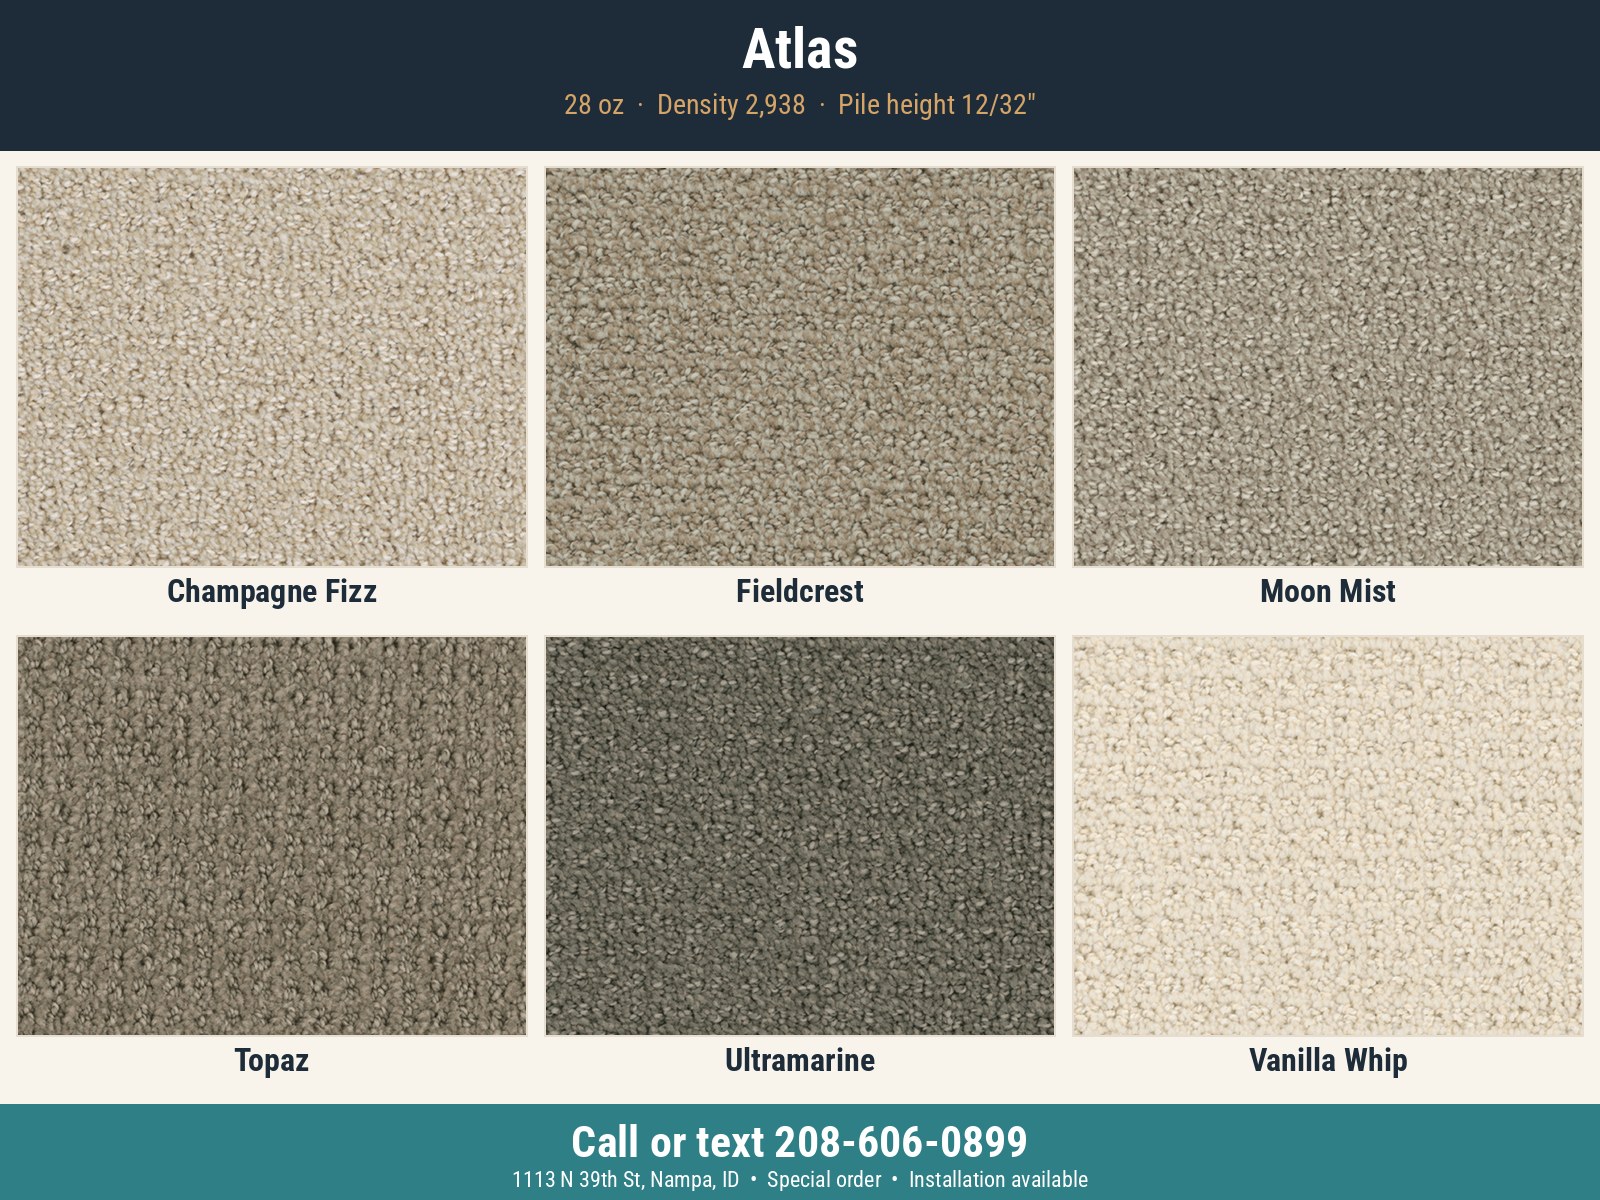 Atlas
28 oz · Density 2,938 · Pile height 12/32"
Champagne Fizz
Fieldcrest
Moon Mist
Topaz
Ultramarine
Vanilla Whip
Call or text 208-606-0899
1113 N 39th St, Nampa, ID • Special order • Installation available